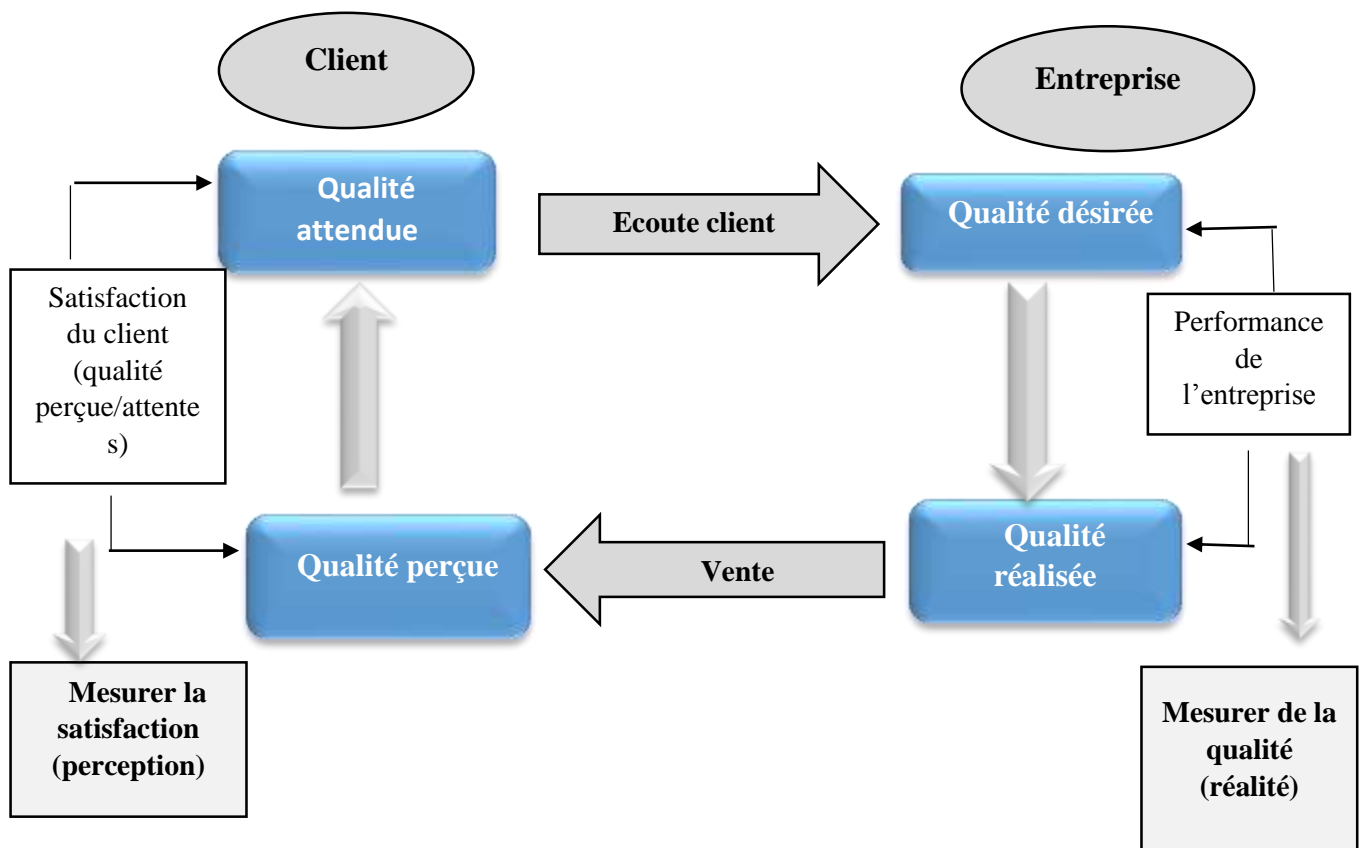 Client
Entreprise
Qualité
attendue
Ecoute client
Qualité désirée
Satisfaction
du client
(qualité
perçue/attente
s)
Performance
de
l’entreprise
Qualité perçue
Vente
Qualité
réalisée
Mesurer la
satisfaction
(perception)
Mesurer de la
qualité
(réalité)